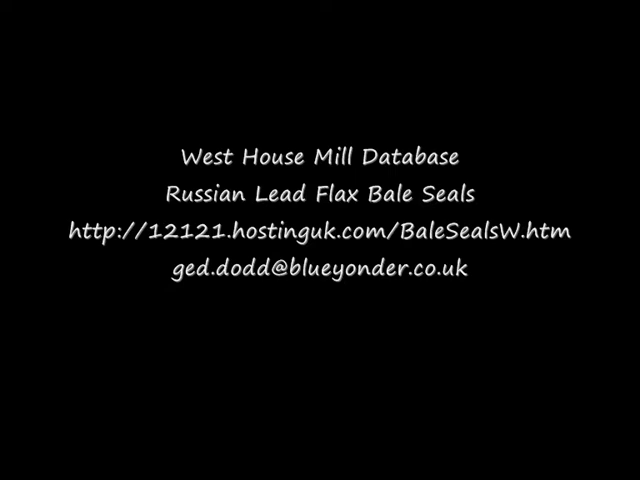 West House Mill Database
Russian Lead Flax Bale Seals
http://12121.hostinguk.com/BaleSealsW.htm
ged.dodd@blueyonder.co.uk